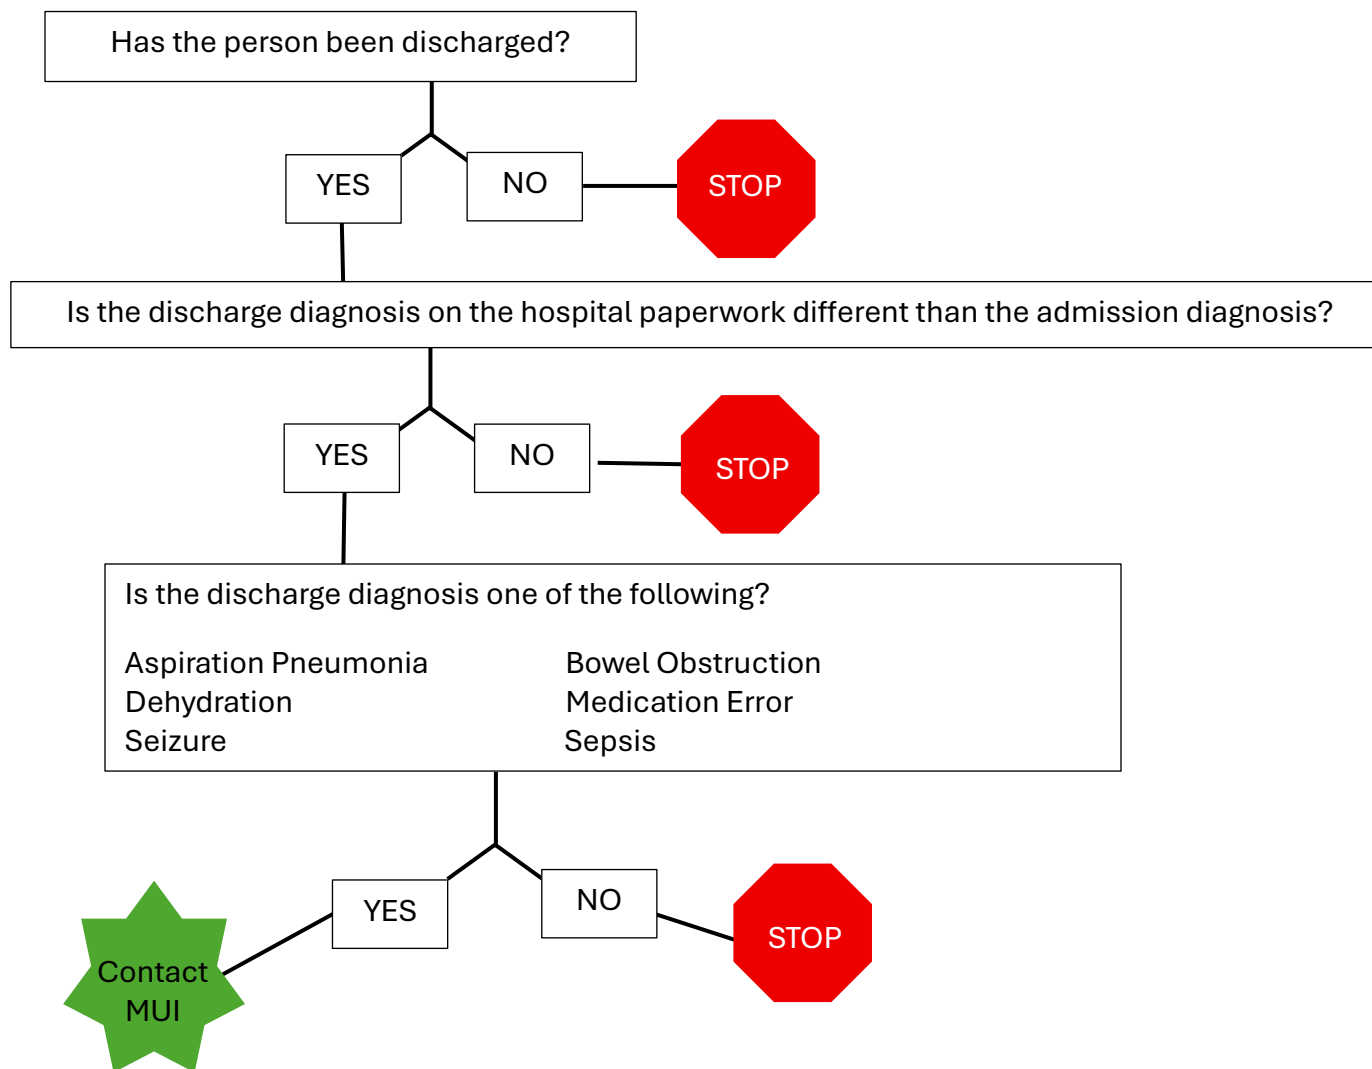 Has the person been discharged?
YES
NO
STOP
Is the discharge diagnosis on the hospital paperwork different than the admission diagnosis?
YES
NO
STOP
Is the discharge diagnosis one of the following?
Aspiration Pneumonia Bowel Obstruction
Dehydration Medication Error
Seizure Sepsis
YES
NO
STOP
Contact
MUI